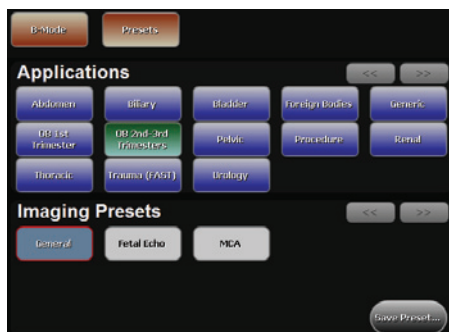 B-Mode
Presets
Applications
<< >>
Abdomen
Biliary
Bladder
Foreign Bodies
Generic
OB 1st
Trimester
OB 2nd-3rd
Trimesters
Pelvic
Procedure
Renal
Thoracic
Trauma (FAST)
Urology
Imaging Presets
<< >>
General
Fetal Echo
MCA
Save Preset...